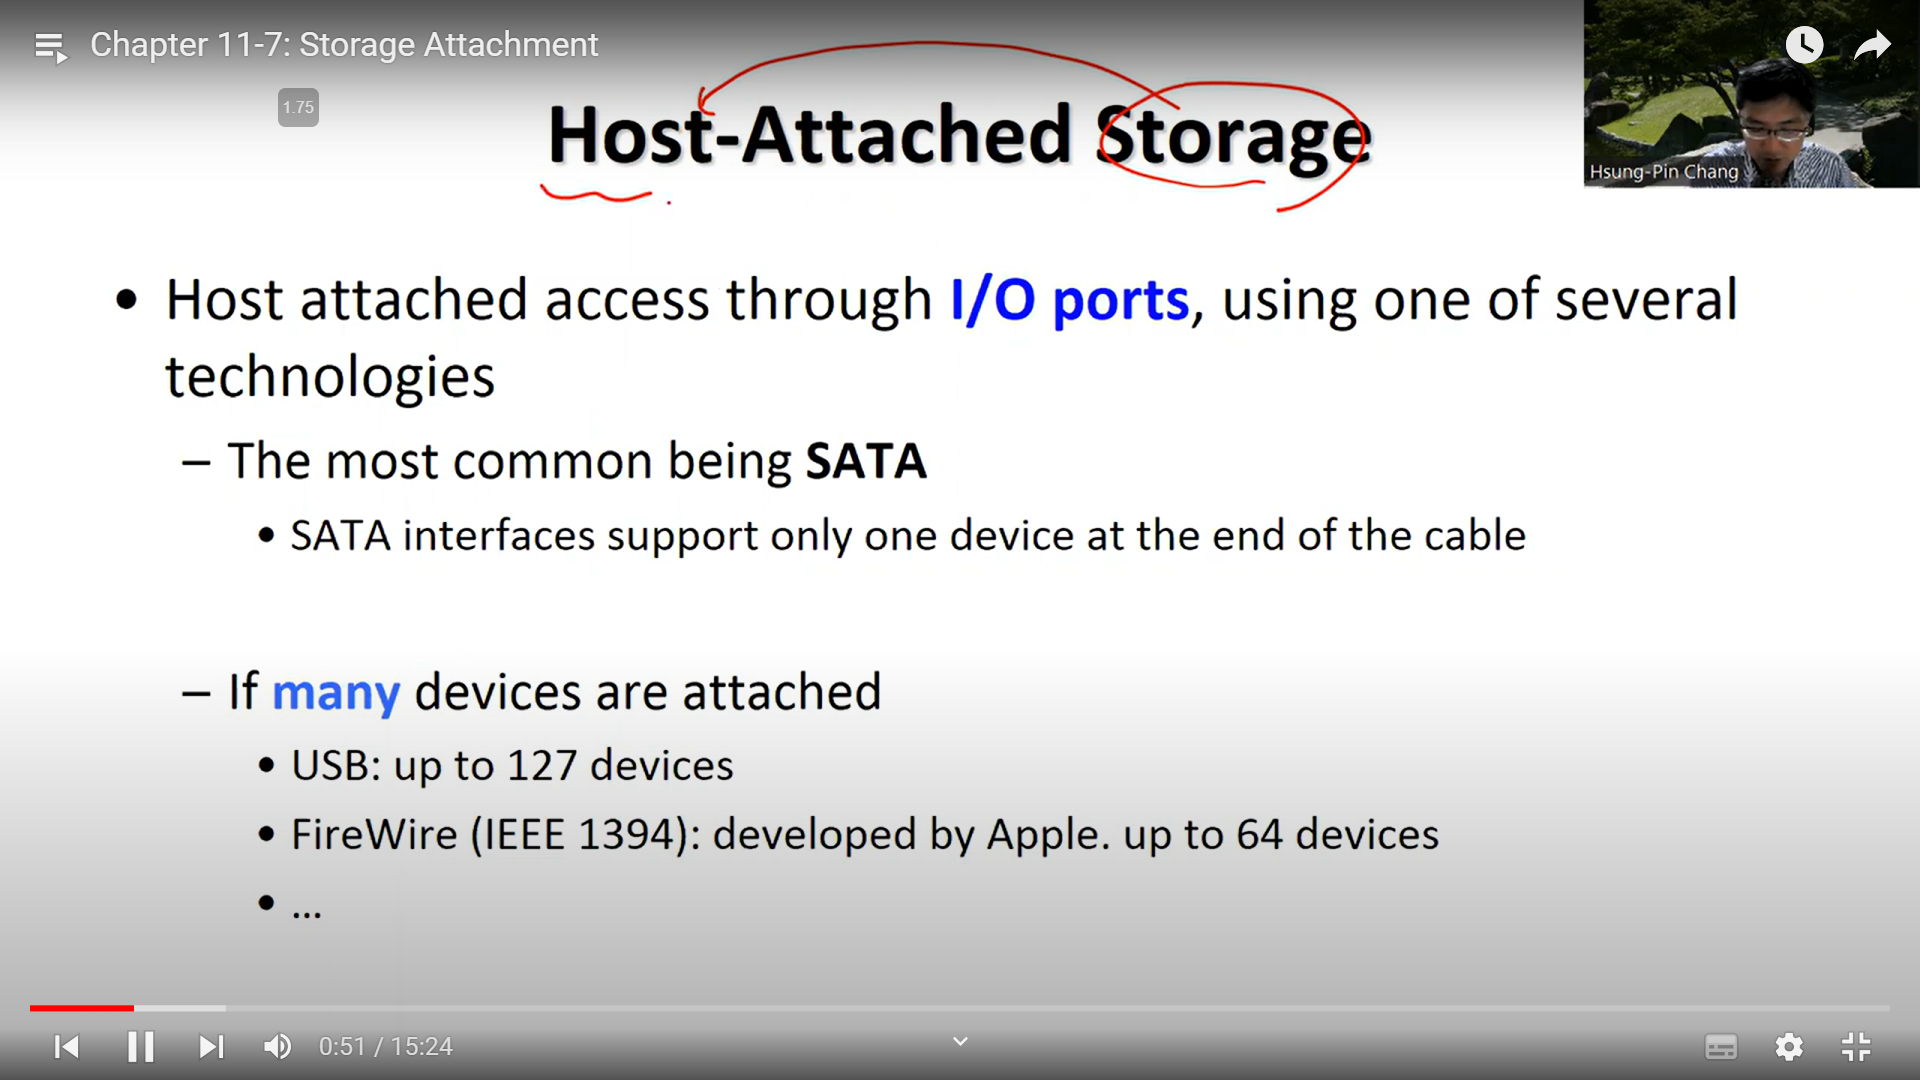 Chapter 11-7: Storage Attachment
1.75
Host-Attached Storage
Hsung-Pin Chang
• Host attached access through I/O ports, using one of several
technologies
– The most common being SATA
• SATA interfaces support only one device at the end of the cable
– If many devices are attached
• USB: up to 127 devices
• FireWire (IEEE 1394): developed by Apple. up to 64 devices
• ...
0:51 / 15:24